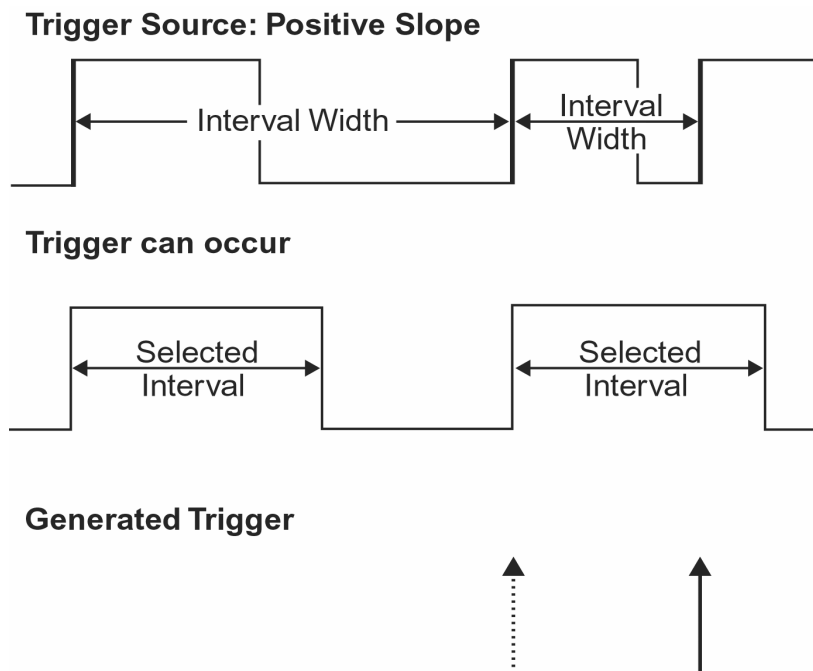 Trigger Source: Positive Slope
Interval Width
Interval
Width
Trigger can occur
Selected
Interval
Selected
Interval
Generated Trigger